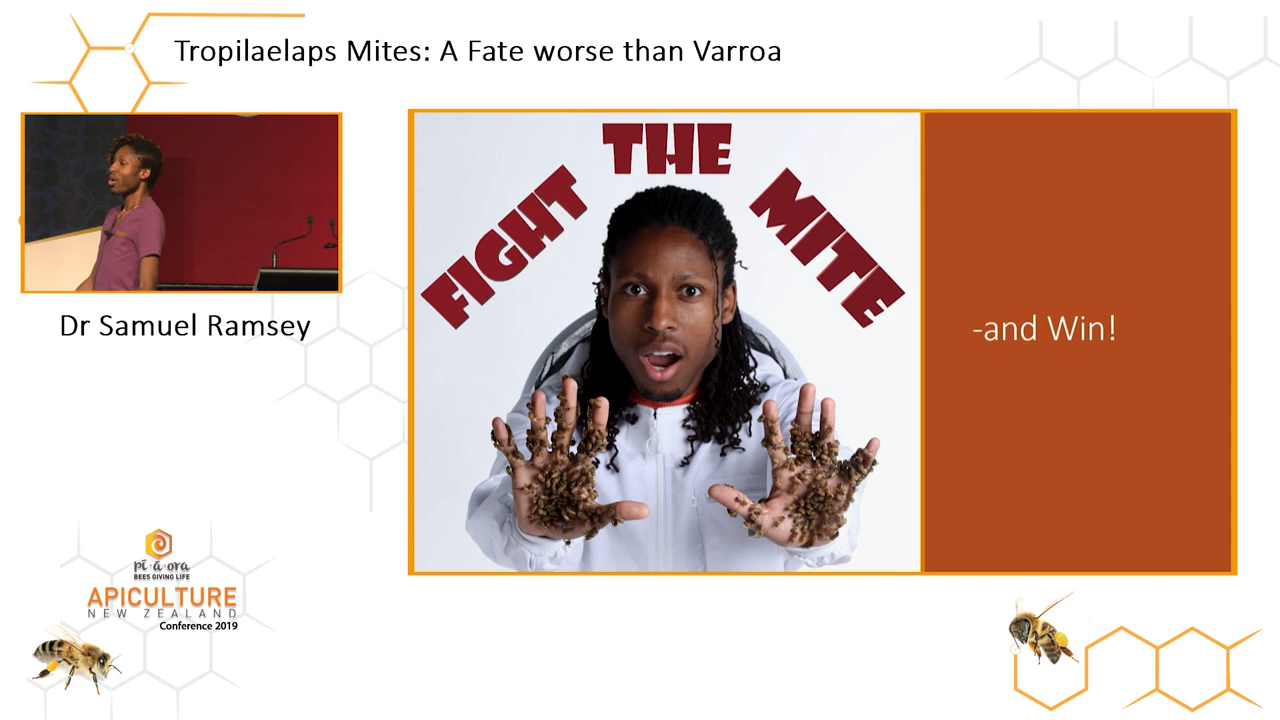 Tropilaelaps Mites: A Fate worse than Varroa
FIGHT THE MITE
-and Win!
Dr Samuel Ramsey
pī·ā·ora
BEES GIVING LIFE
APICULTURE
NEW ZEALAND
Conference 2019